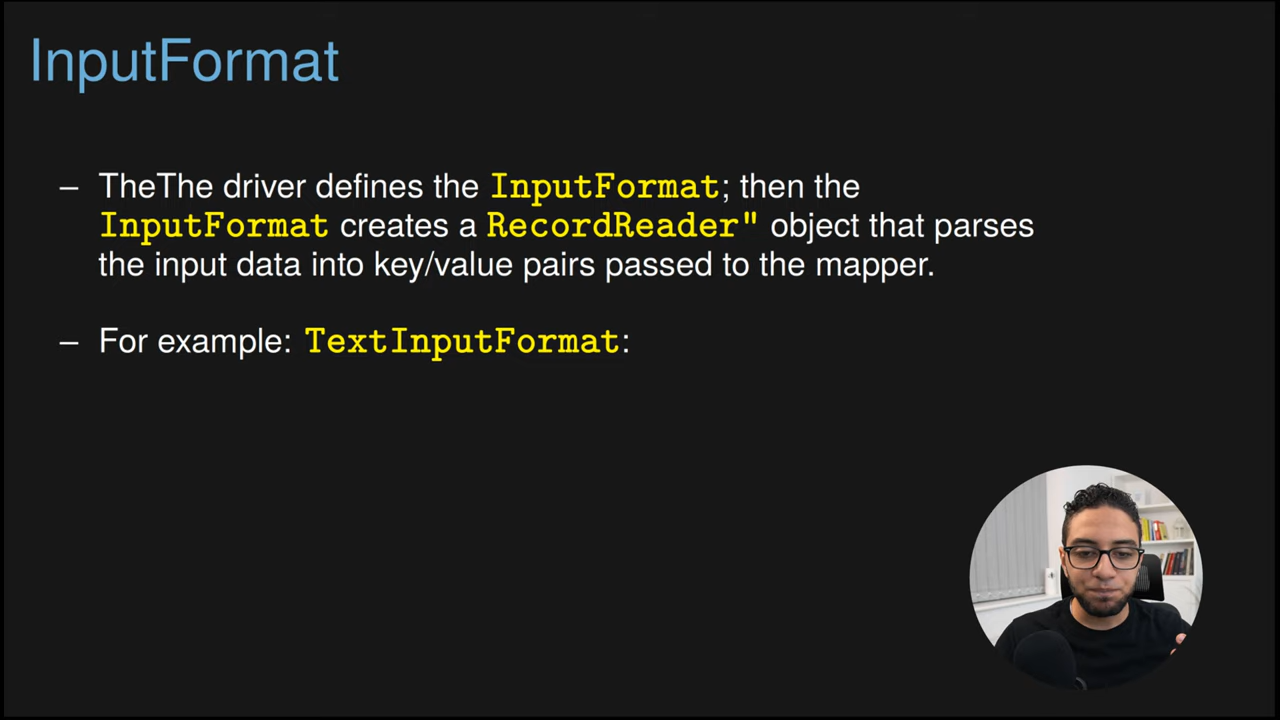 InputFormat
– TheThe driver defines the InputFormat; then the
InputFormat creates a RecordReader" object that parses
the input data into key/value pairs passed to the mapper.
– For example: TextInputFormat: